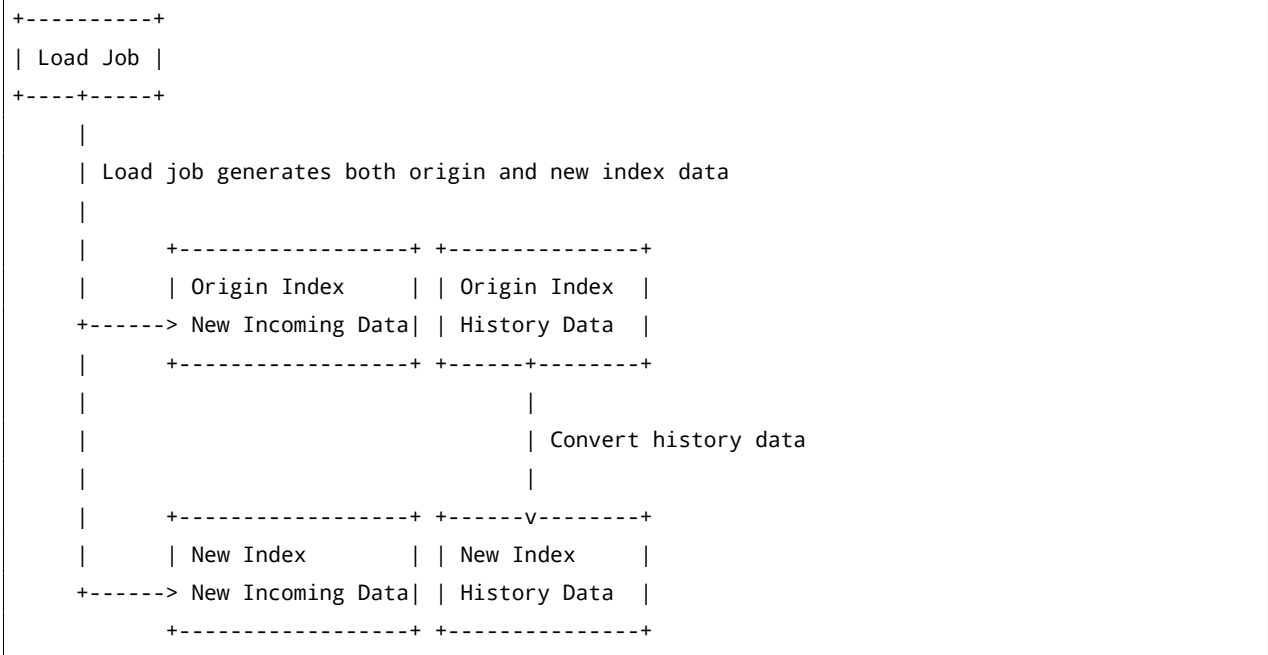 +----------+
| Load Job |
+----+-----+
     |
     | Load job generates both origin and new index data
     |
     |      +------------------+ +---------------+
     |      | Origin Index     | | Origin Index  |
     +------> New Incoming Data| | History Data  |
     |      +------------------+ +------+--------+
     |                                  |
     |                                  | Convert history data
     |                                  |
     |      +------------------+ +------v--------+
     |      | New Index        | | New Index     |
     +------> New Incoming Data| | History Data  |
            +------------------+ +---------------+